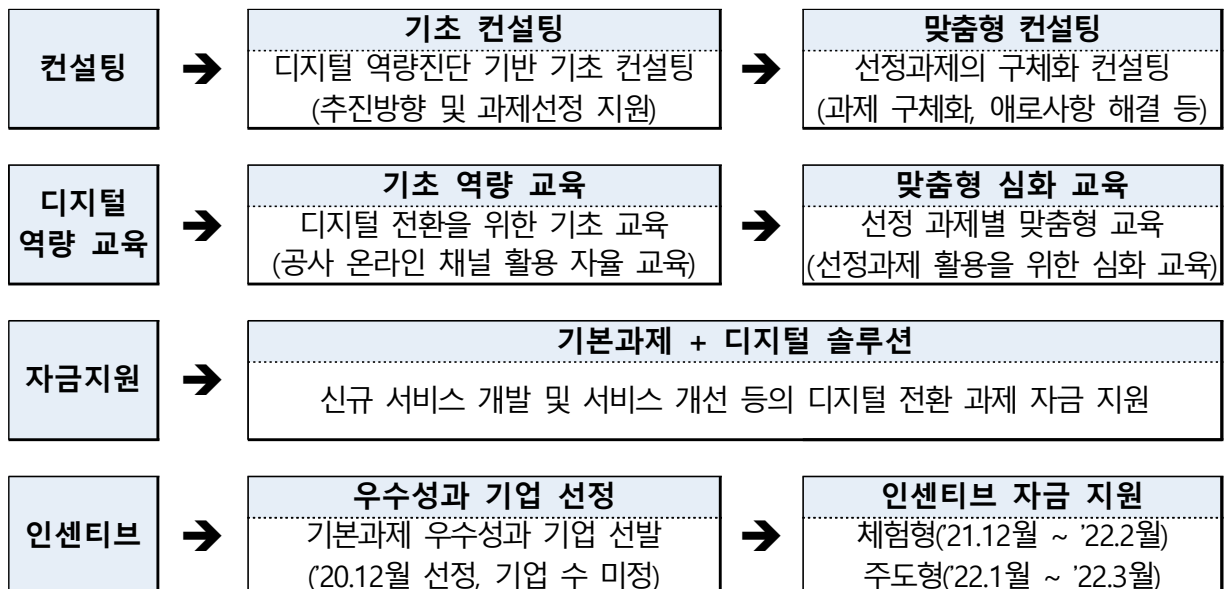 컨설팅
➔
기초 컨설팅
디지털 역량진단 기반 기초 컨설팅
(추진방향 및 과제선정 지원)
➔
맞춤형 컨설팅
선정과제의 구체화 컨설팅
(과제 구체화, 애로사항 해결 등)
디지털
역량 교육
➔
기초 역량 교육
디지털 전환을 위한 기초 교육
(공사 온라인 채널 활용 자율 교육)
➔
맞춤형 심화 교육
선정 과제별 맞춤형 교육
(선정과제 활용을 위한 심화 교육)
자금지원
➔
기본과제 + 디지털 솔루션
신규 서비스 개발 및 서비스 개선 등의 디지털 전환 과제 자금 지원
인센티브
➔
우수성과 기업 선정
기본과제 우수성과 기업 선발
('20.12월 선정, 기업 수 미정)
➔
인센티브 자금 지원
체험형('21.12월 ~ '22.2월)
주도형('22.1월 ~ '22.3월)